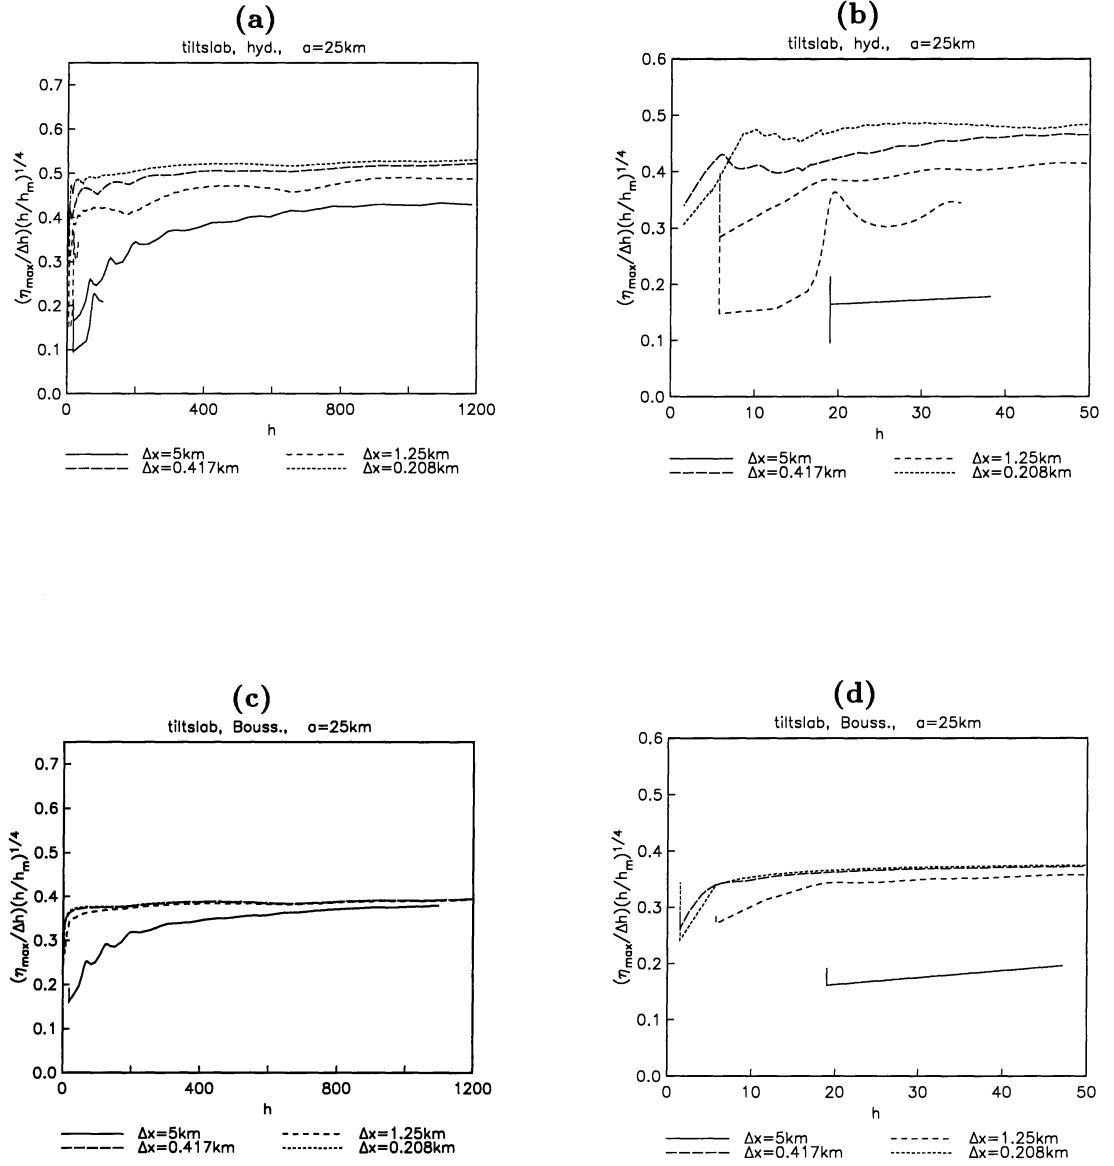 (a)
tiltslab, hyd., a=25km
(η_max/Δh)(h/h_m)^1/4
0.7
0.6
0.5
0.4
0.3
0.2
0.1
0.0
0 400 800 1200
h
Δx=5km Δx=1.25km
Δx=0.417km Δx=0.208km
(b)
tiltslab, hyd., a=25km
(η_max/Δh)(h/h_m)^1/4
0.6
0.5
0.4
0.3
0.2
0.1
0.0
0 10 20 30 40 50
h
Δx=5km Δx=1.25km
Δx=0.417km Δx=0.208km
(c)
tiltslab, Bouss., a=25km
(η_max/Δh)(h/h_m)^1/4
0.7
0.6
0.5
0.4
0.3
0.2
0.1
0.0
0 400 800 1200
h
Δx=5km Δx=1.25km
Δx=0.417km Δx=0.208km
(d)
tiltslab, Bouss., a=25km
(η_max/Δh)(h/h_m)^1/4
0.6
0.5
0.4
0.3
0.2
0.1
0.0
0 10 20 30 40 50
h
Δx=5km Δx=1.25km
Δx=0.417km Δx=0.208km